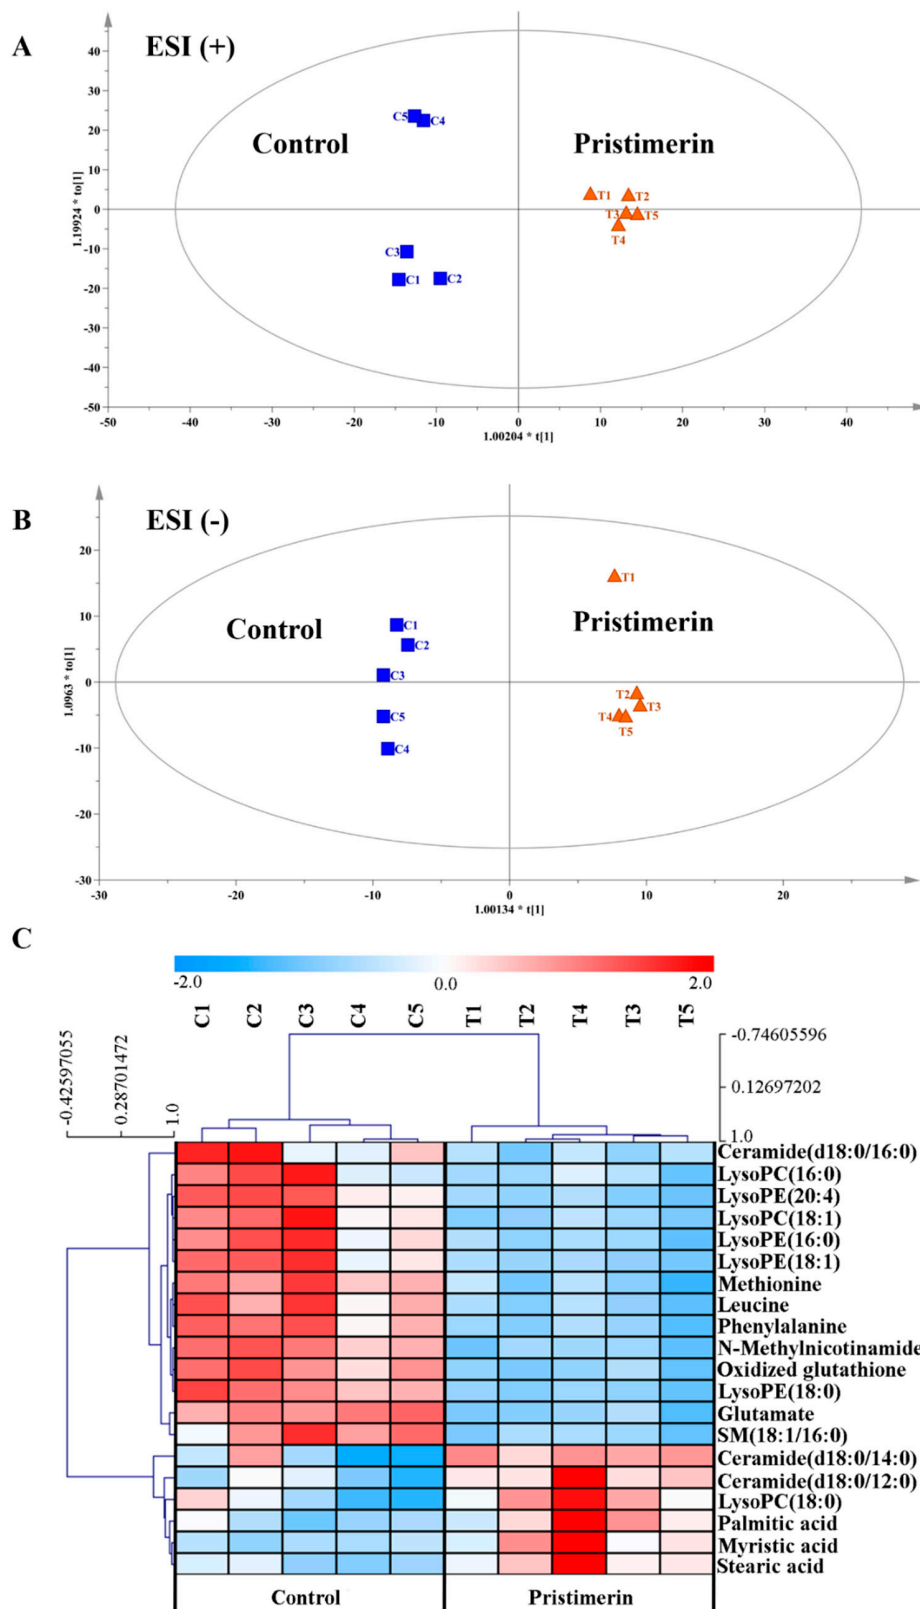 A
ESI (+)
Control
Pristimerin
40
30
20
10
0
-10
-20
-30
-40
-50
1.19924 * to[1]
C5
C4
C3
C1
C2
T1
T2
T3
T5
T4
-50
-40
-30
-20
-10
0
10
20
30
40
1.00204 * t[1]
B
ESI (-)
Control
Pristimerin
20
10
0
-10
-20
-30
1.0963 * to[1]
C1
C2
C3
C5
C4
T1
T2
T3
T4
T5
-30
-20
-10
0
10
20
1.00134 * t[1]
C
-2.0
0.0
2.0
C1
C2
C3
C4
C5
T1
T2
T4
T3
T5
-0.42597055
0.28701472
1.0
-0.74605596
0.12697202
1.0
Ceramide(d18:0/16:0)
LysoPC(16:0)
LysoPE(20:4)
LysoPC(18:1)
LysoPE(16:0)
LysoPE(18:1)
Methionine
Leucine
Phenylalanine
N-Methylnicotinamide
Oxidized glutathione
LysoPE(18:0)
Glutamate
SM(18:1/16:0)
Ceramide(d18:0/14:0)
Ceramide(d18:0/12:0)
LysoPC(18:0)
Palmitic acid
Myristic acid
Stearic acid
Control
Pristimerin